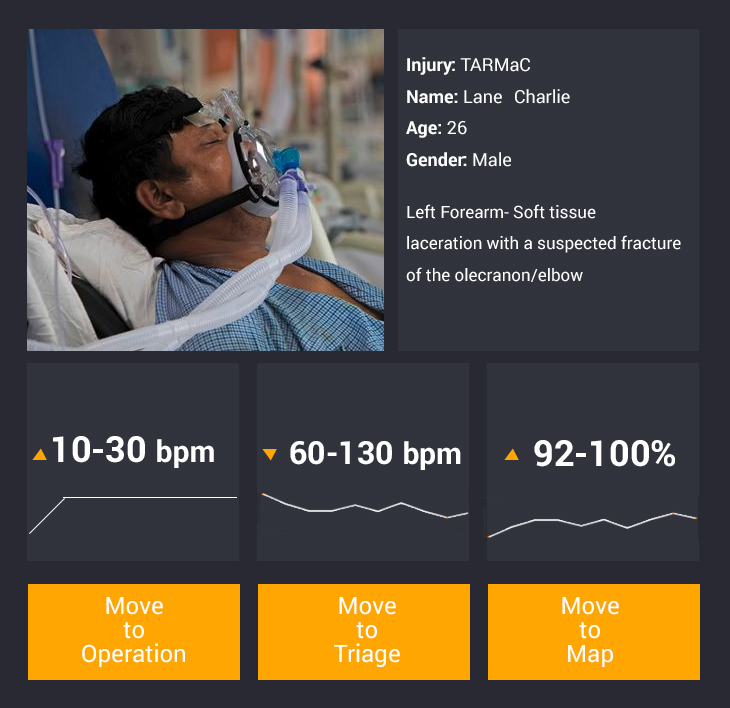 Injury: TARMaC
Name: Lane Charlie
Age: 26
Gender: Male
Left Forearm- Soft tissue
laceration with a suspected fracture
of the olecranon/elbow
10-30 bpm
60-130 bpm
92-100%
Move
to
Operation
Move
to
Triage
Move
to
Map